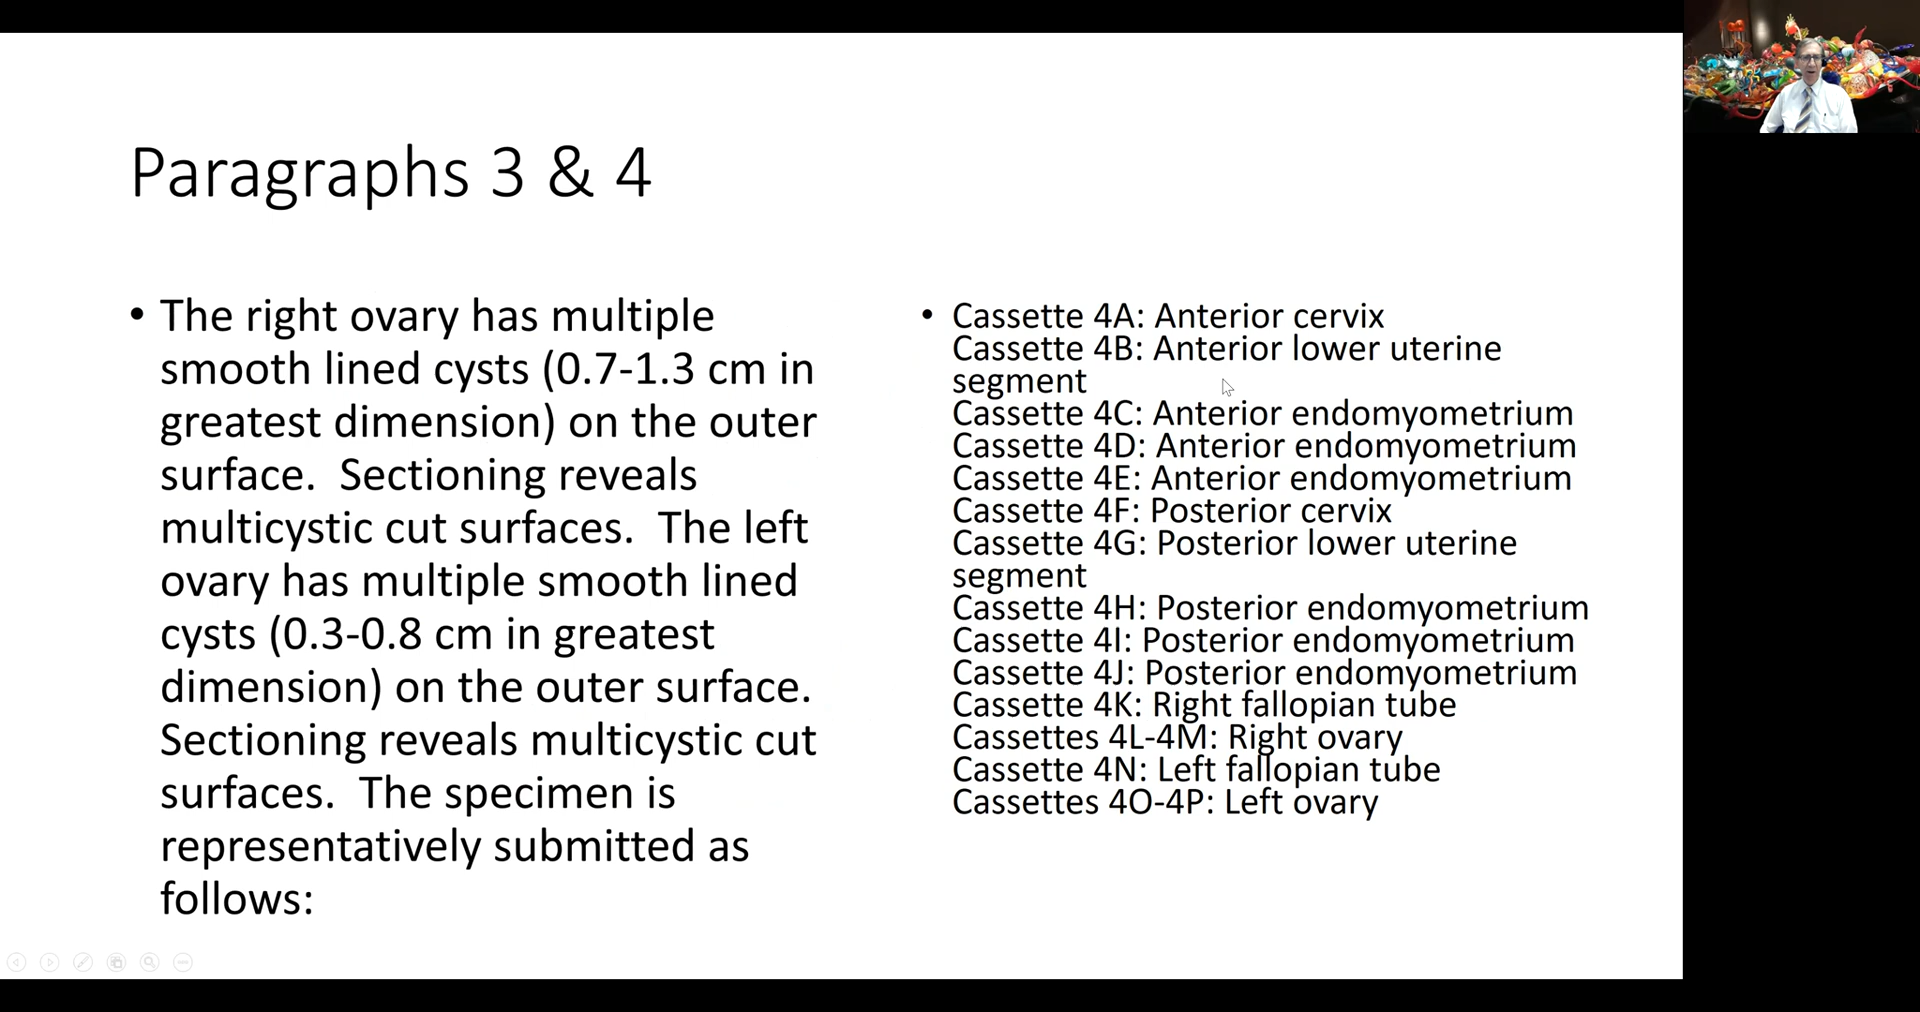 Paragraphs 3 & 4
• The right ovary has multiple
smooth lined cysts (0.7-1.3 cm in
greatest dimension) on the outer
surface.  Sectioning reveals
multicystic cut surfaces.  The left
ovary has multiple smooth lined
cysts (0.3-0.8 cm in greatest
dimension) on the outer surface.
Sectioning reveals multicystic cut
surfaces.  The specimen is
representatively submitted as
follows:
• Cassette 4A: Anterior cervix
Cassette 4B: Anterior lower uterine
segment
Cassette 4C: Anterior endomyometrium
Cassette 4D: Anterior endomyometrium
Cassette 4E: Anterior endomyometrium
Cassette 4F: Posterior cervix
Cassette 4G: Posterior lower uterine
segment
Cassette 4H: Posterior endomyometrium
Cassette 4I: Posterior endomyometrium
Cassette 4J: Posterior endomyometrium
Cassette 4K: Right fallopian tube
Cassettes 4L-4M: Right ovary
Cassette 4N: Left fallopian tube
Cassettes 4O-4P: Left ovary